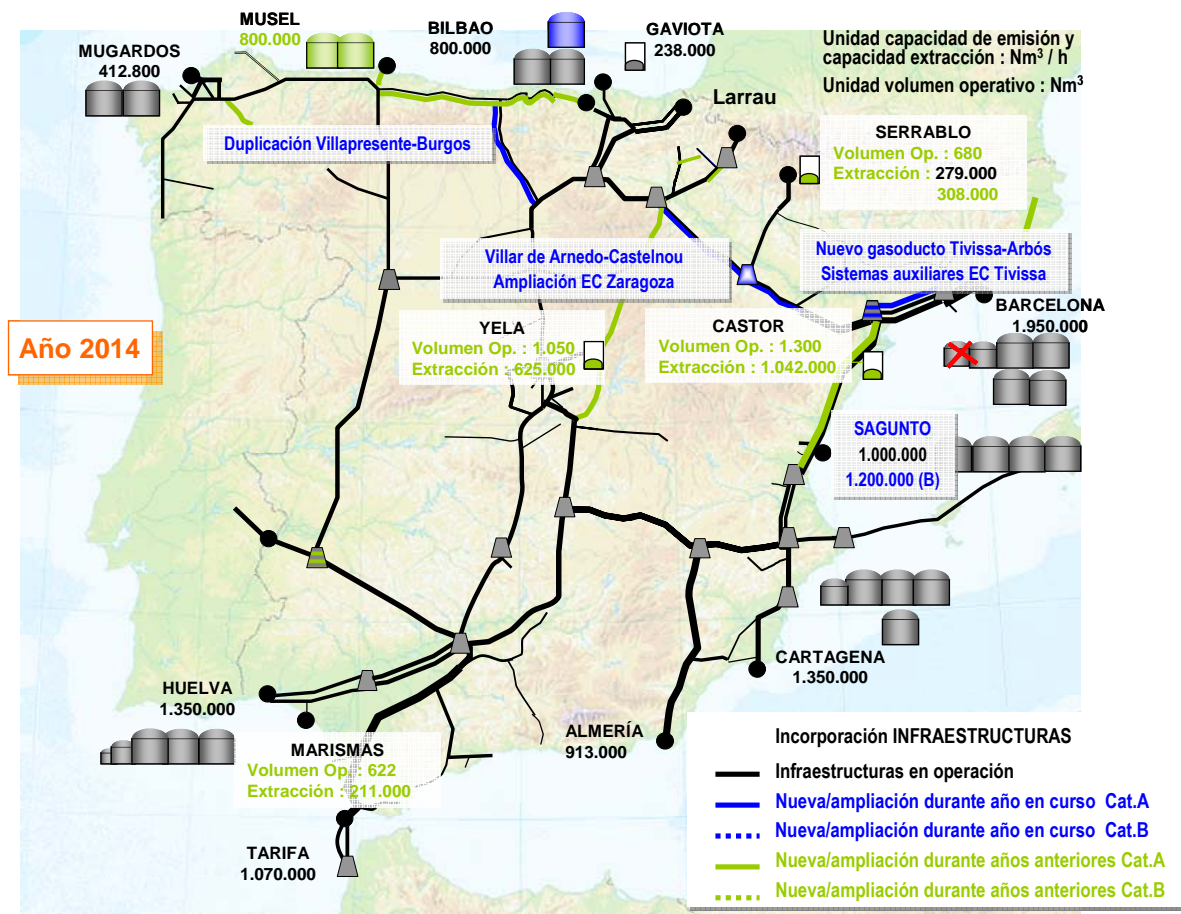 MUSEL
800.000
BILBAO
800.000
GAVIOTA
238.000
Unidad capacidad de emisión y
capacidad extracción : Nm³ / h
Unidad volumen operativo : Nm³
MUGARDOS
412.800
Larrau
SERRABLO
Volumen Op. : 680
Extracción : 279.000
308.000
Duplicación Villapresente-Burgos
Villar de Arnedo-Castelnou
Ampliación EC Zaragoza
Nuevo gasoducto Tivissa-Arbós
Sistemas auxiliares EC Tivissa
BARCELONA
1.950.000
Año 2014
YELA
Volumen Op. : 1.050
Extracción : 625.000
CASTOR
Volumen Op. : 1.300
Extracción : 1.042.000
SAGUNTO
1.000.000
1.200.000 (B)
CARTAGENA
1.350.000
HUELVA
1.350.000
ALMERÍA
913.000
MARISMAS
Volumen Op. : 622
Extracción : 211.000
TARIFA
1.070.000
Incorporación INFRAESTRUCTURAS
Infraestructuras en operación
Nueva/ampliación durante año en curso Cat.A
Nueva/ampliación durante año en curso Cat.B
Nueva/ampliación durante años anteriores Cat.A
Nueva/ampliación durante años anteriores Cat.B